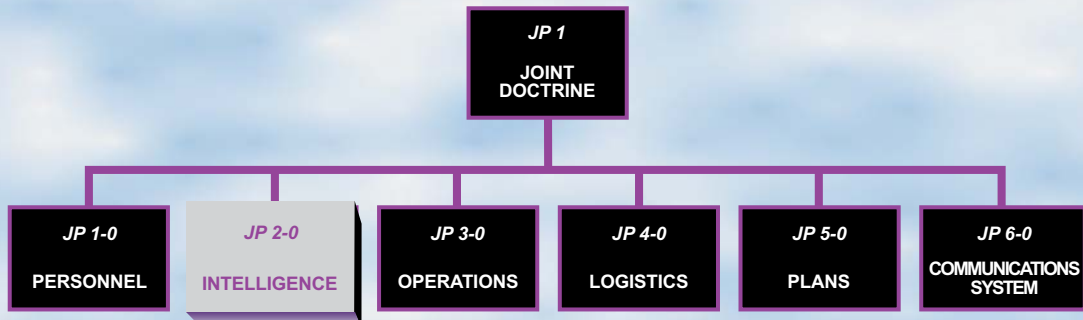 JP 1
JOINT
DOCTRINE
JP 1-0
PERSONNEL
JP 2-0
INTELLIGENCE
JP 3-0
OPERATIONS
JP 4-0
LOGISTICS
JP 5-0
PLANS
JP 6-0
COMMUNICATIONS
SYSTEM